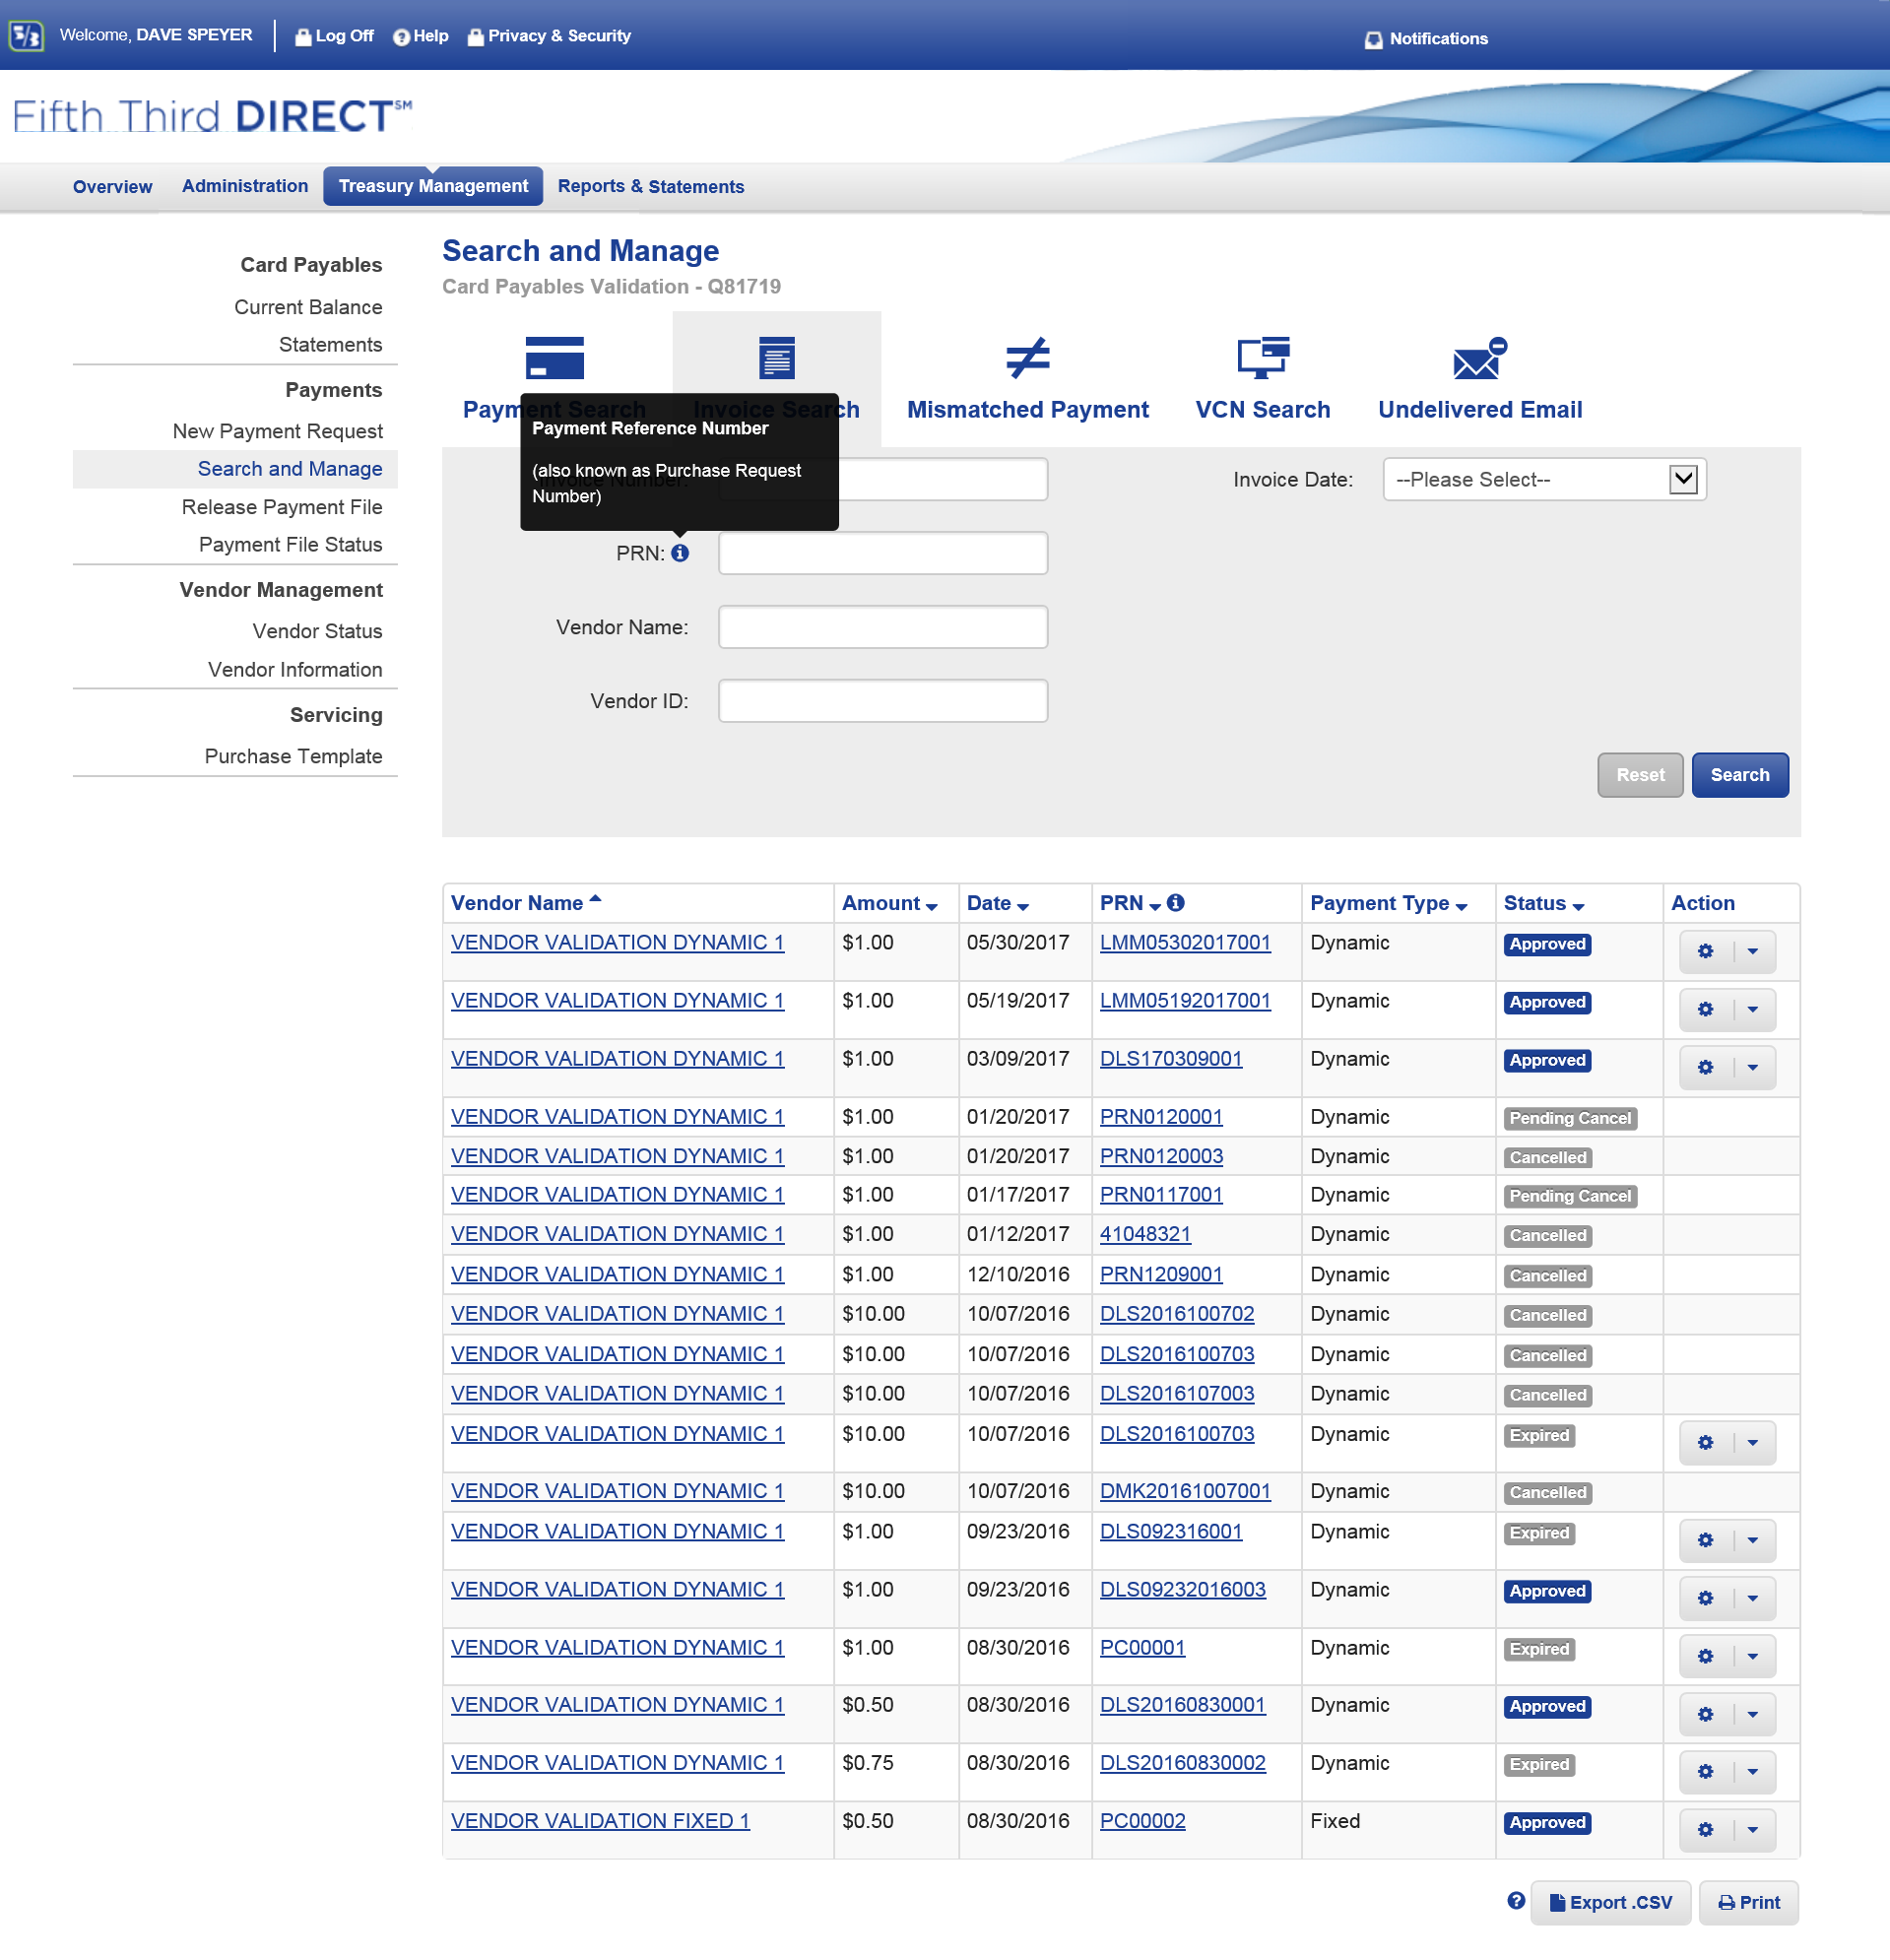 Welcome, DAVE SPEYER
Log Off
Help
Privacy & Security
Notifications
Fifth Third DIRECT℠
Overview
Administration
Treasury Management
Reports & Statements
Card Payables
Current Balance
Statements
Payments
New Payment Request
Search and Manage
Release Payment File
Payment File Status
Vendor Management
Vendor Status
Vendor Information
Servicing
Purchase Template
Search and Manage
Card Payables Validation - Q81719
Payment Search
Invoice Search
Mismatched Payment
VCN Search
Undelivered Email
Payment Reference Number
(also known as Purchase Request
Number)
Invoice Number:
Invoice Date:
--Please Select--
PRN:
Vendor Name:
Vendor ID:
Reset
Search
Vendor Name Amount Date PRN Payment Type Status Action
VENDOR VALIDATION DYNAMIC 1 $1.00 05/30/2017 LMM05302017001 Dynamic Approved
VENDOR VALIDATION DYNAMIC 1 $1.00 05/19/2017 LMM05192017001 Dynamic Approved
VENDOR VALIDATION DYNAMIC 1 $1.00 03/09/2017 DLS170309001 Dynamic Approved
VENDOR VALIDATION DYNAMIC 1 $1.00 01/20/2017 PRN0120001 Dynamic Pending Cancel
VENDOR VALIDATION DYNAMIC 1 $1.00 01/20/2017 PRN0120003 Dynamic Cancelled
VENDOR VALIDATION DYNAMIC 1 $1.00 01/17/2017 PRN0117001 Dynamic Pending Cancel
VENDOR VALIDATION DYNAMIC 1 $1.00 01/12/2017 41048321 Dynamic Cancelled
VENDOR VALIDATION DYNAMIC 1 $1.00 12/10/2016 PRN1209001 Dynamic Cancelled
VENDOR VALIDATION DYNAMIC 1 $10.00 10/07/2016 DLS2016100702 Dynamic Cancelled
VENDOR VALIDATION DYNAMIC 1 $10.00 10/07/2016 DLS2016100703 Dynamic Cancelled
VENDOR VALIDATION DYNAMIC 1 $10.00 10/07/2016 DLS2016107003 Dynamic Cancelled
VENDOR VALIDATION DYNAMIC 1 $10.00 10/07/2016 DLS2016100703 Dynamic Expired
VENDOR VALIDATION DYNAMIC 1 $10.00 10/07/2016 DMK20161007001 Dynamic Cancelled
VENDOR VALIDATION DYNAMIC 1 $1.00 09/23/2016 DLS092316001 Dynamic Expired
VENDOR VALIDATION DYNAMIC 1 $1.00 09/23/2016 DLS09232016003 Dynamic Approved
VENDOR VALIDATION DYNAMIC 1 $1.00 08/30/2016 PC00001 Dynamic Expired
VENDOR VALIDATION DYNAMIC 1 $0.50 08/30/2016 DLS20160830001 Dynamic Approved
VENDOR VALIDATION DYNAMIC 1 $0.75 08/30/2016 DLS20160830002 Dynamic Expired
VENDOR VALIDATION FIXED 1 $0.50 08/30/2016 PC00002 Fixed Approved
Export .CSV
Print